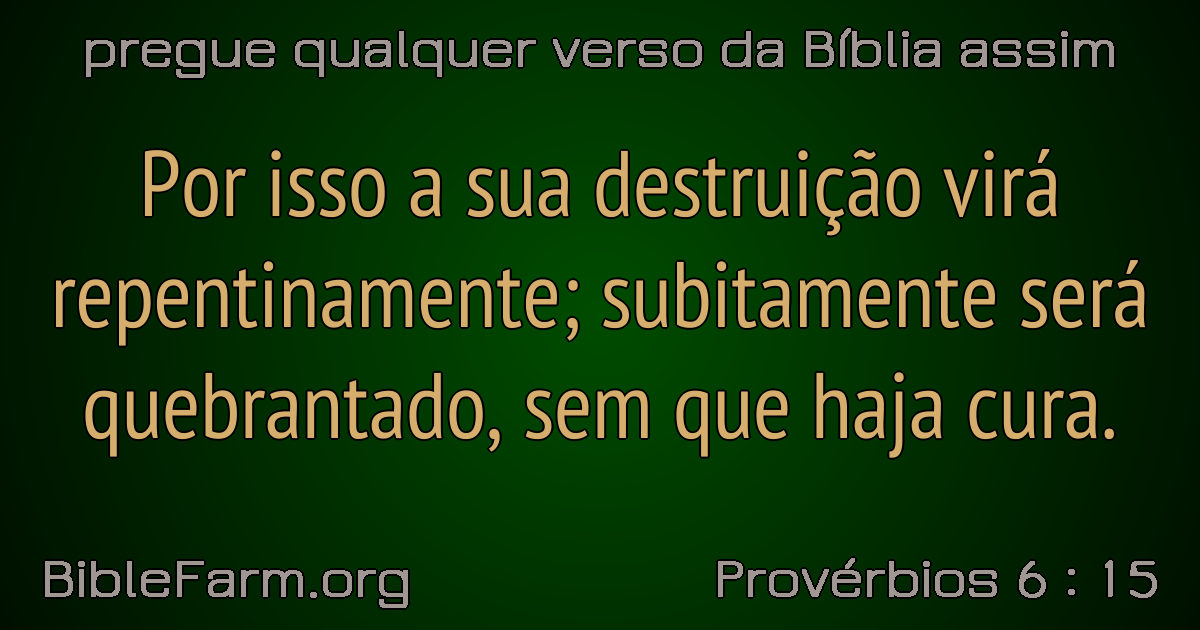 pregue qualquer verso da Bíblia assim
Por isso a sua destruição virá
repentinamente; subitamente será
quebrantado, sem que haja cura.
BibleFarm.org
Provérbios 6 : 15